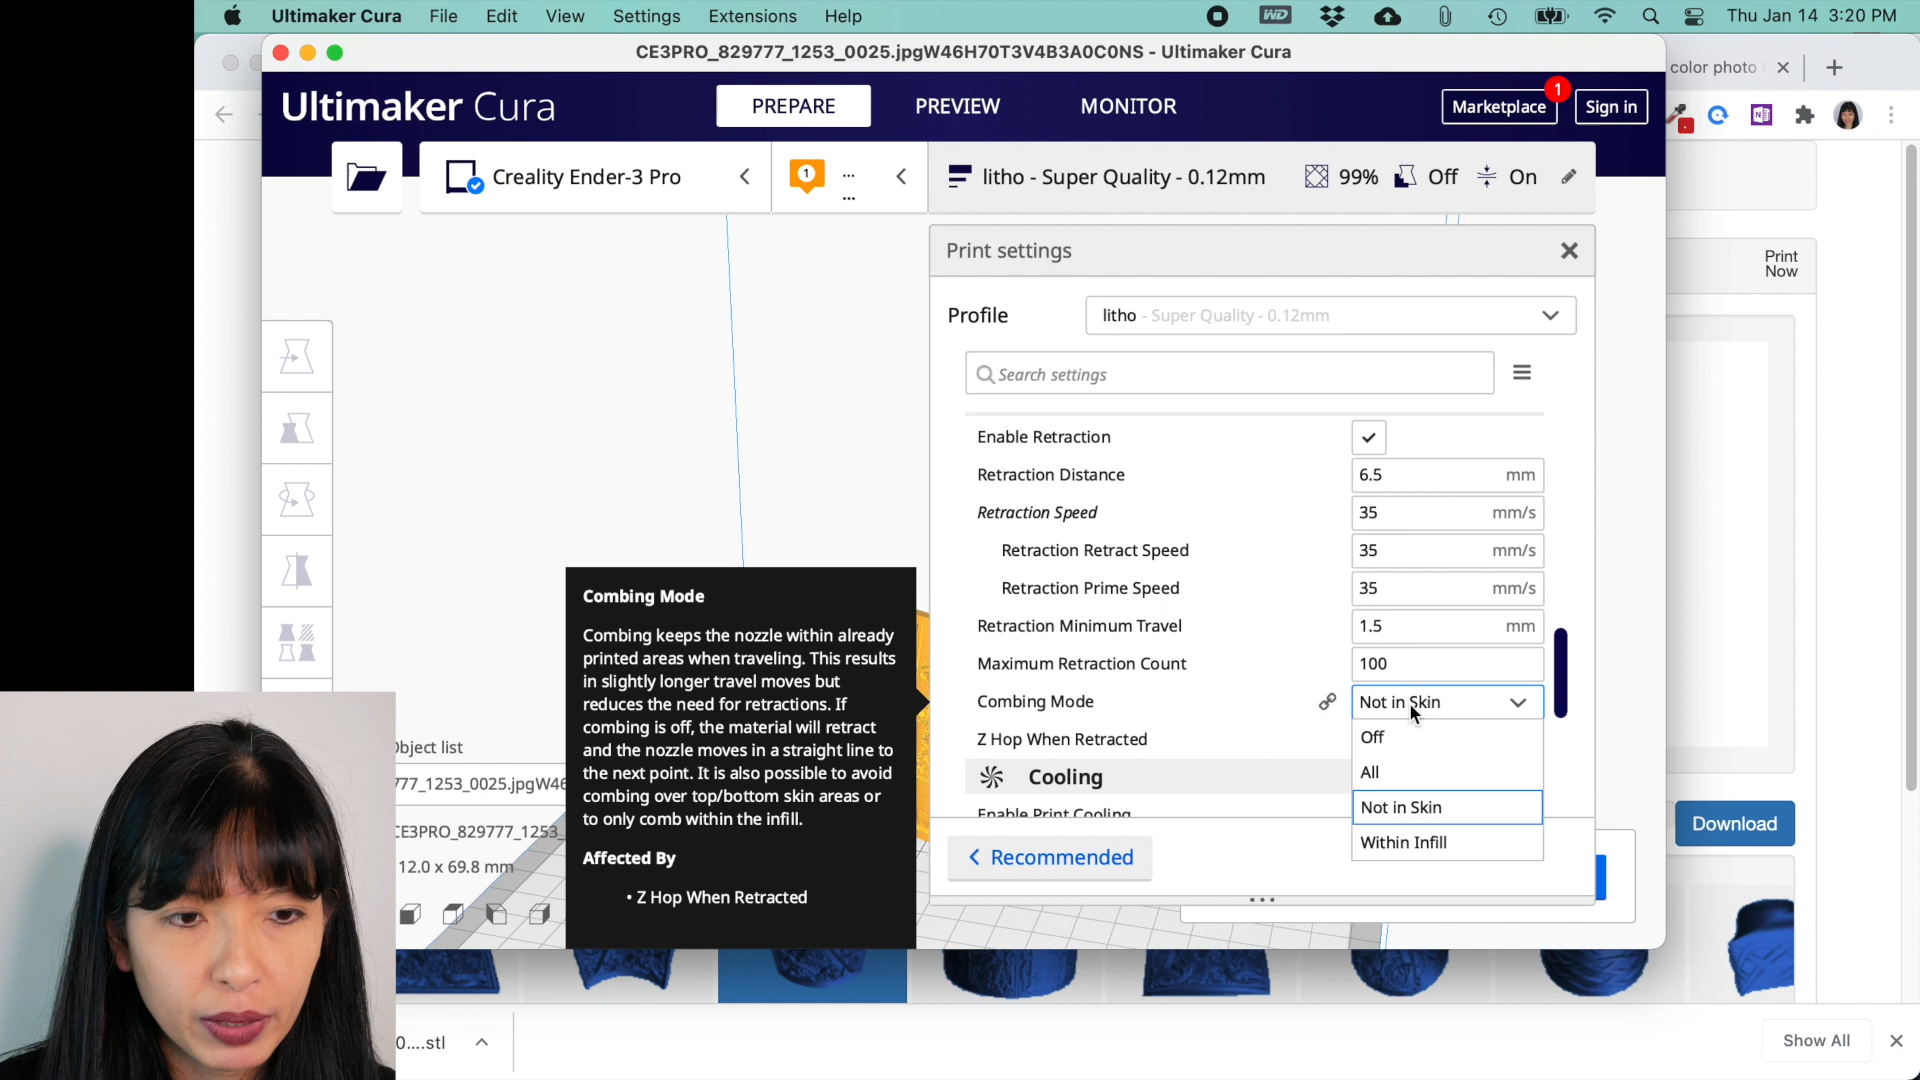 Ultimaker Cura File Edit View Settings Extensions Help
WD
Thu Jan 14 3:20 PM
CE3PRO_829777_1253_0025.jpgW46H70T3V4B3A0C0NS - Ultimaker Cura
color photo
Ultimaker Cura
PREPARE
PREVIEW
MONITOR
Marketplace
1
Sign in
Creality Ender-3 Pro
1
...
...
litho - Super Quality - 0.12mm
99%
Off
On
Print settings
Print
Now
Profile
litho - Super Quality - 0.12mm
Search settings
Enable Retraction
Retraction Distance 6.5 mm
Retraction Speed 35 mm/s
Retraction Retract Speed 35 mm/s
Retraction Prime Speed 35 mm/s
Retraction Minimum Travel 1.5 mm
Maximum Retraction Count 100
Combing Mode Not in Skin
Off
All
Not in Skin
Within Infill
Z Hop When Retracted
Cooling
Enable Print Cooling
Recommended
Combing Mode
Combing keeps the nozzle within already
printed areas when traveling. This results
in slightly longer travel moves but
reduces the need for retractions. If
combing is off, the material will retract
and the nozzle moves in a straight line to
the next point. It is also possible to avoid
combing over top/bottom skin areas or
to only comb within the infill.
Affected By
• Z Hop When Retracted
Object list
777_1253_0025.jpgW46
CE3PRO_829777_1253_
12.0 x 69.8 mm
Download
0....stl
Show All